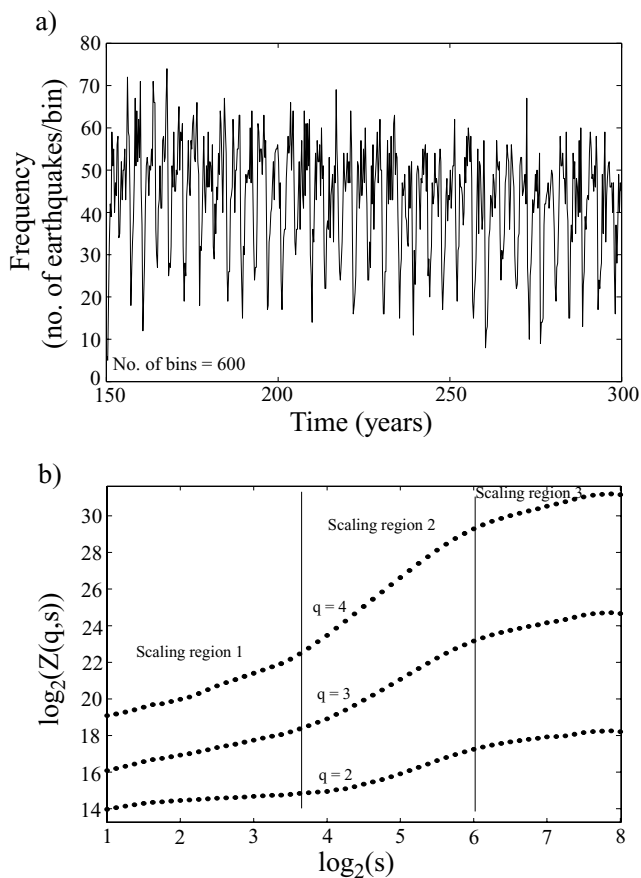 a)
80
70
60
50
40
30
20
10
0
Frequency
(no. of earthquakes/bin)
No. of bins = 600
150
200
250
300
Time (years)
b)
30
28
26
24
22
20
18
16
14
log2(Z(q,s))
Scaling region 3
Scaling region 2
q = 4
Scaling region 1
q = 3
q = 2
1
2
3
4
5
6
7
8
log2(s)